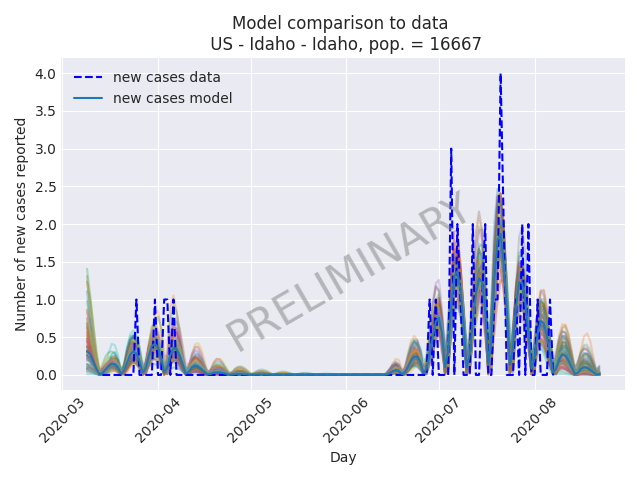 Model comparison to data
US - Idaho - Idaho, pop. = 16667
new cases data
new cases model
Number of new cases reported
4.0
3.5
3.0
2.5
2.0
1.5
1.0
0.5
0.0
PRELIMINARY
2020-03
2020-04
2020-05
2020-06
2020-07
2020-08
Day